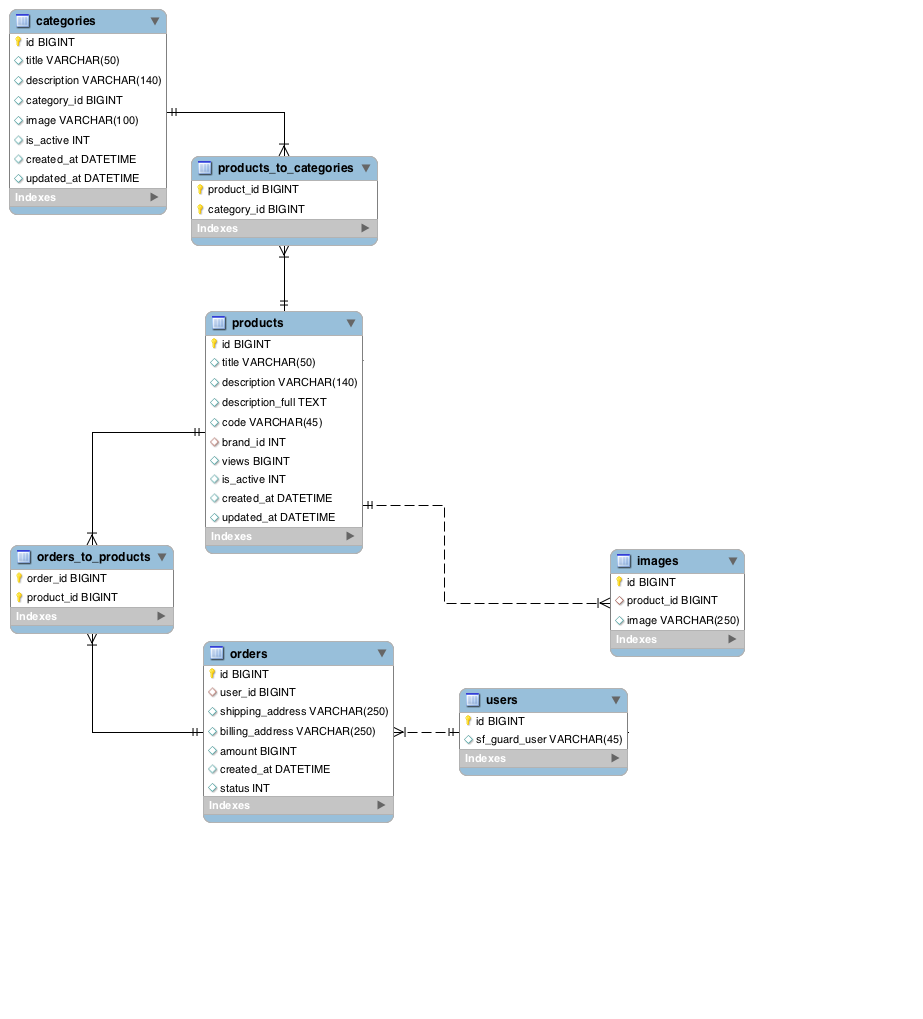 categories
id BIGINT
title VARCHAR(50)
description VARCHAR(140)
category_id BIGINT
image VARCHAR(100)
is_active INT
created_at DATETIME
updated_at DATETIME
Indexes
products_to_categories
product_id BIGINT
category_id BIGINT
Indexes
products
id BIGINT
title VARCHAR(50)
description VARCHAR(140)
description_full TEXT
code VARCHAR(45)
brand_id INT
views BIGINT
is_active INT
created_at DATETIME
updated_at DATETIME
Indexes
orders_to_products
order_id BIGINT
product_id BIGINT
Indexes
images
id BIGINT
product_id BIGINT
image VARCHAR(250)
Indexes
orders
id BIGINT
user_id BIGINT
shipping_address VARCHAR(250)
billing_address VARCHAR(250)
amount BIGINT
created_at DATETIME
status INT
Indexes
users
id BIGINT
sf_guard_user VARCHAR(45)
Indexes